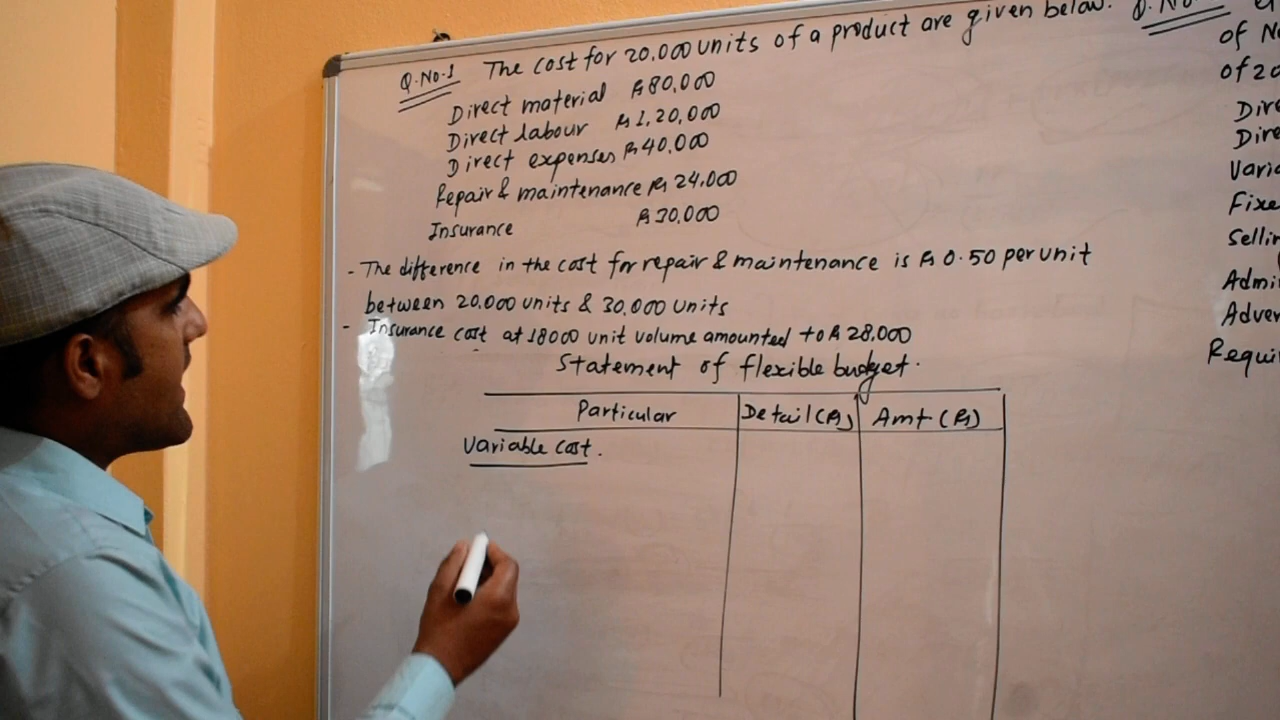 Q.No.1 The cost for 20,000 units of a product are given below.
Direct material Rs 80,000
Direct labour Rs 1,20,000
Direct expenses Rs 40,000
Repair & maintenance Rs 24,000
Insurance Rs 30,000
- The difference in the cost for repair & maintenance is Rs 0.50 per unit
between 20,000 units & 30,000 units
- Insurance cost at 18000 unit volume amounted to Rs 28,000
Statement of flexible budget.
Particular Detail (Rs) Amt (Rs)
Variable cost.
Q.No.
of No
of 20
Dire
Dire
Varia
Fixe
Sellin
Admi
Adver
Requi